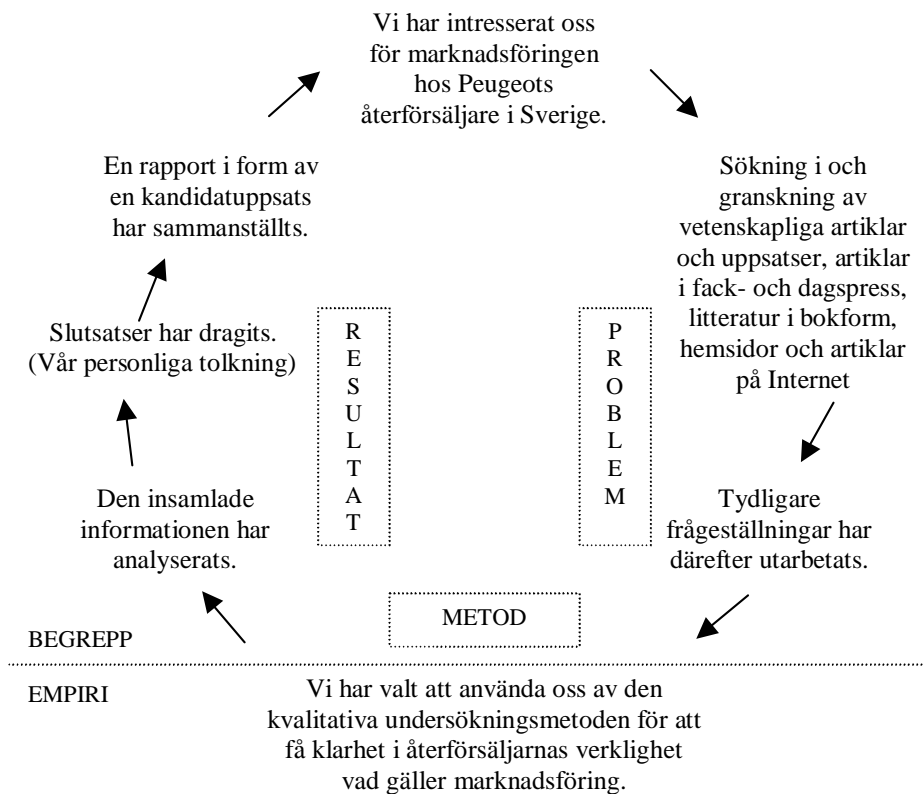 Vi har intresserat oss
för marknadsföringen
hos Peugeots
återförsäljare i Sverige.
Sökning i och
granskning av
vetenskapliga artiklar
och uppsatser, artiklar
i fack- och dagspress,
litteratur i bokform,
hemsidor och artiklar
på Internet
Tydligare
frågeställningar har
därefter utarbetats.
PROBLEM
METOD
BEGREPP
EMPIRI
Vi har valt att använda oss av den
kvalitativa undersökningsmetoden för att
få klarhet i återförsäljarnas verklighet
vad gäller marknadsföring.
Den insamlade
informationen har
analyserats.
Slutsatser har dragits.
(Vår personliga tolkning)
En rapport i form av
en kandidatuppsats
har sammanställts.
RESULTAT